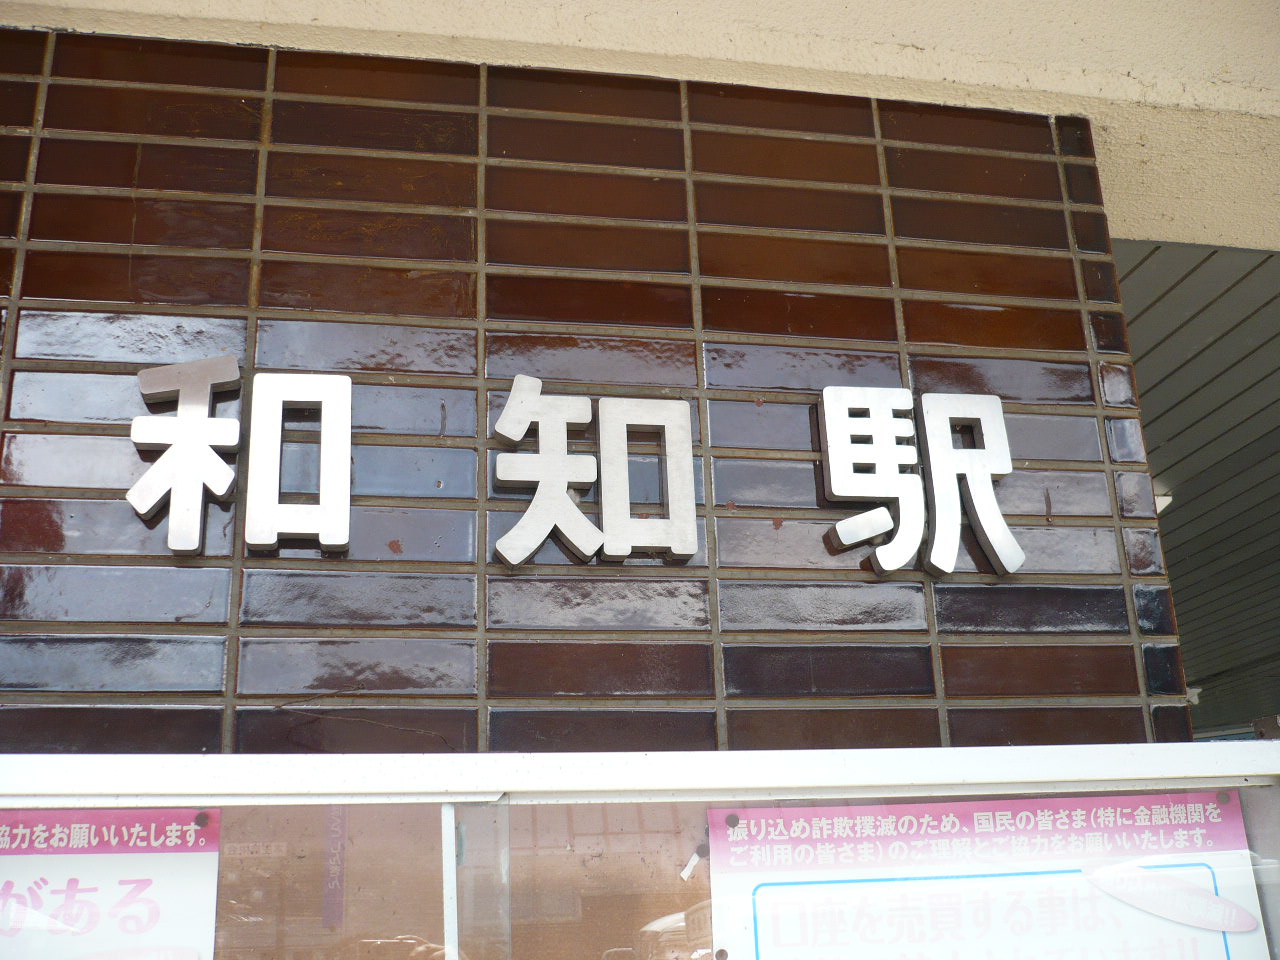 和知駅
協力をお願いいたします。
がある
振り込め詐欺撲滅のため、国民の皆さま(特に金融機関を
ご利用の皆さま)のご理解とご協力をお願いいたします。
口座を売買する事は、